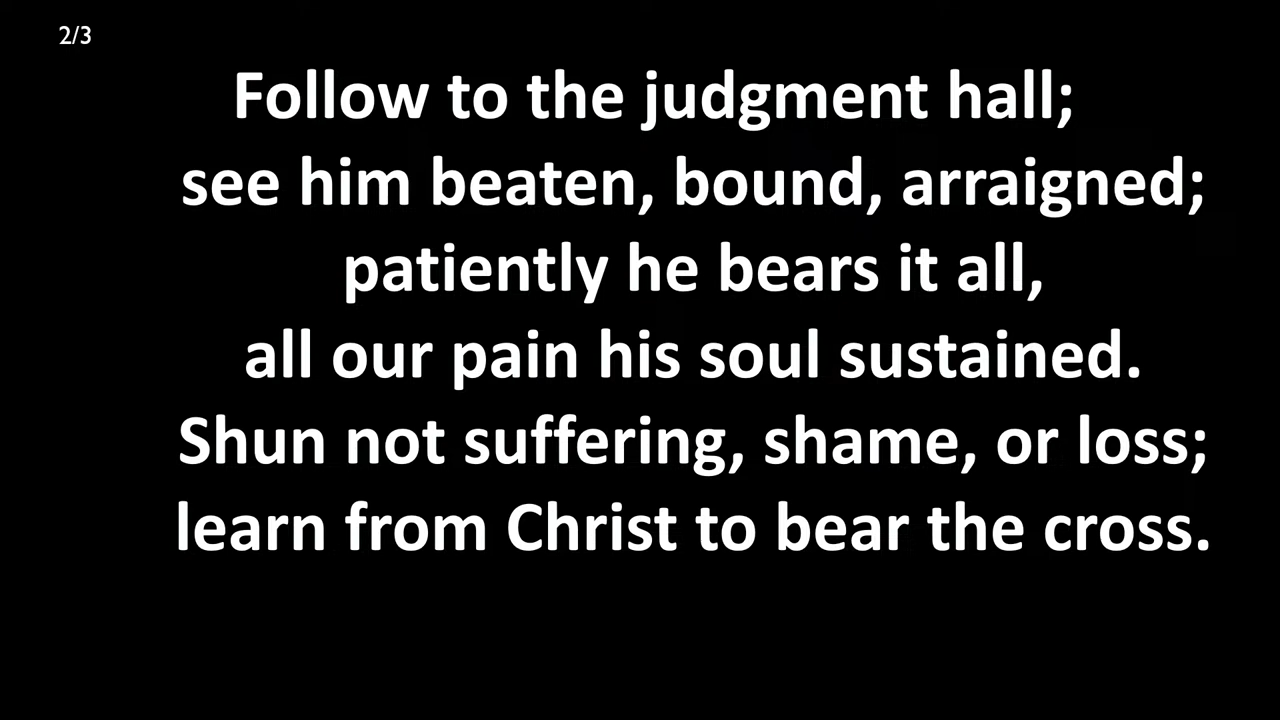 2/3
Follow to the judgment hall;
see him beaten, bound, arraigned;
patiently he bears it all,
all our pain his soul sustained.
Shun not suffering, shame, or loss;
learn from Christ to bear the cross.